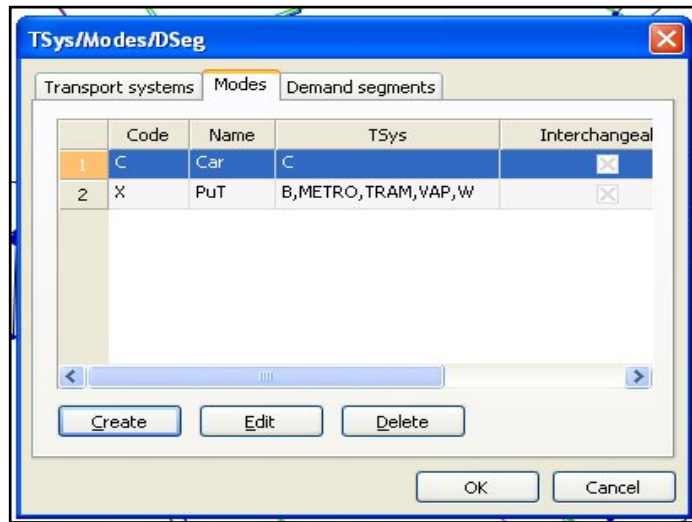 TSys/Modes/DSeg
Transport systems Modes Demand segments
Code Name TSys Interchangeal
1 C Car C
2 X PuT B,METRO,TRAM,VAP,W
Create Edit Delete
OK Cancel